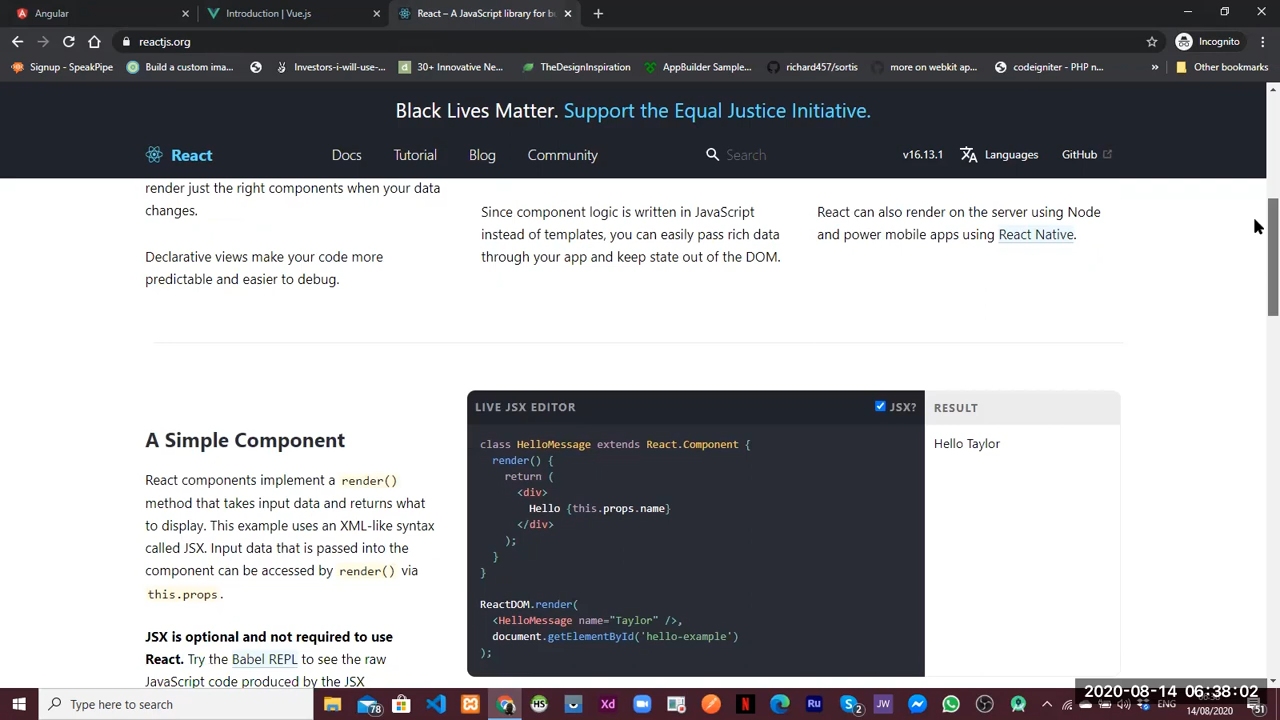 Angular
Introduction | Vue.js
React – A JavaScript library for bu
reactjs.org
Incognito
Signup - SpeakPipe
Build a custom ima...
Investors-i-will-use-...
30+ Innovative Ne...
TheDesignInspiration
AppBuilder Sample...
richard457/sortis
more on webkit ap...
codeigniter - PHP n...
»
Other bookmarks
Black Lives Matter. Support the Equal Justice Initiative.
React
Docs
Tutorial
Blog
Community
Search
v16.13.1
Languages
GitHub
render just the right components when your data
changes.
Declarative views make your code more
predictable and easier to debug.
Since component logic is written in JavaScript
instead of templates, you can easily pass rich data
through your app and keep state out of the DOM.
React can also render on the server using Node
and power mobile apps using React Native.
A Simple Component
React components implement a render()
method that takes input data and returns what
to display. This example uses an XML-like syntax
called JSX. Input data that is passed into the
component can be accessed by render() via
this.props.
JSX is optional and not required to use
React. Try the Babel REPL to see the raw
JavaScript code produced by the JSX
LIVE JSX EDITOR
JSX?
class HelloMessage extends React.Component {
render() {
return (
<div>
Hello {this.props.name}
</div>
);
}
}
ReactDOM.render(
<HelloMessage name="Taylor" />,
document.getElementById('hello-example')
);
RESULT
Hello Taylor
Type here to search
78
HS
Xd
N
Ru
2
JW
ENG
2020-08-14 06:38:02
14/08/2020
51